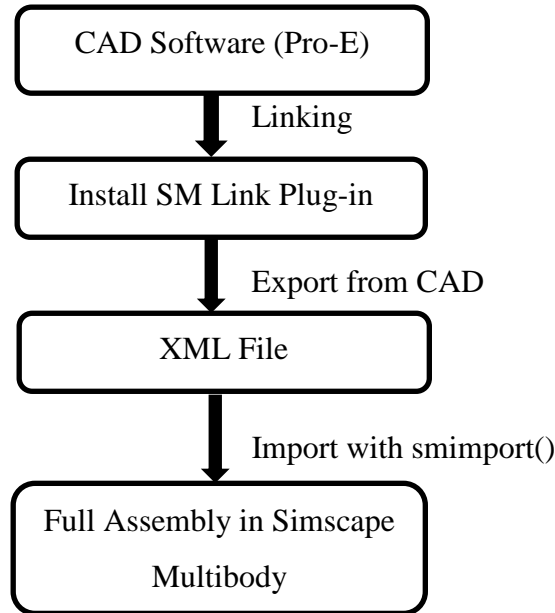 CAD Software (Pro-E)
Linking
Install SM Link Plug-in
Export from CAD
XML File
Import with smimport()
Full Assembly in Simscape
Multibody